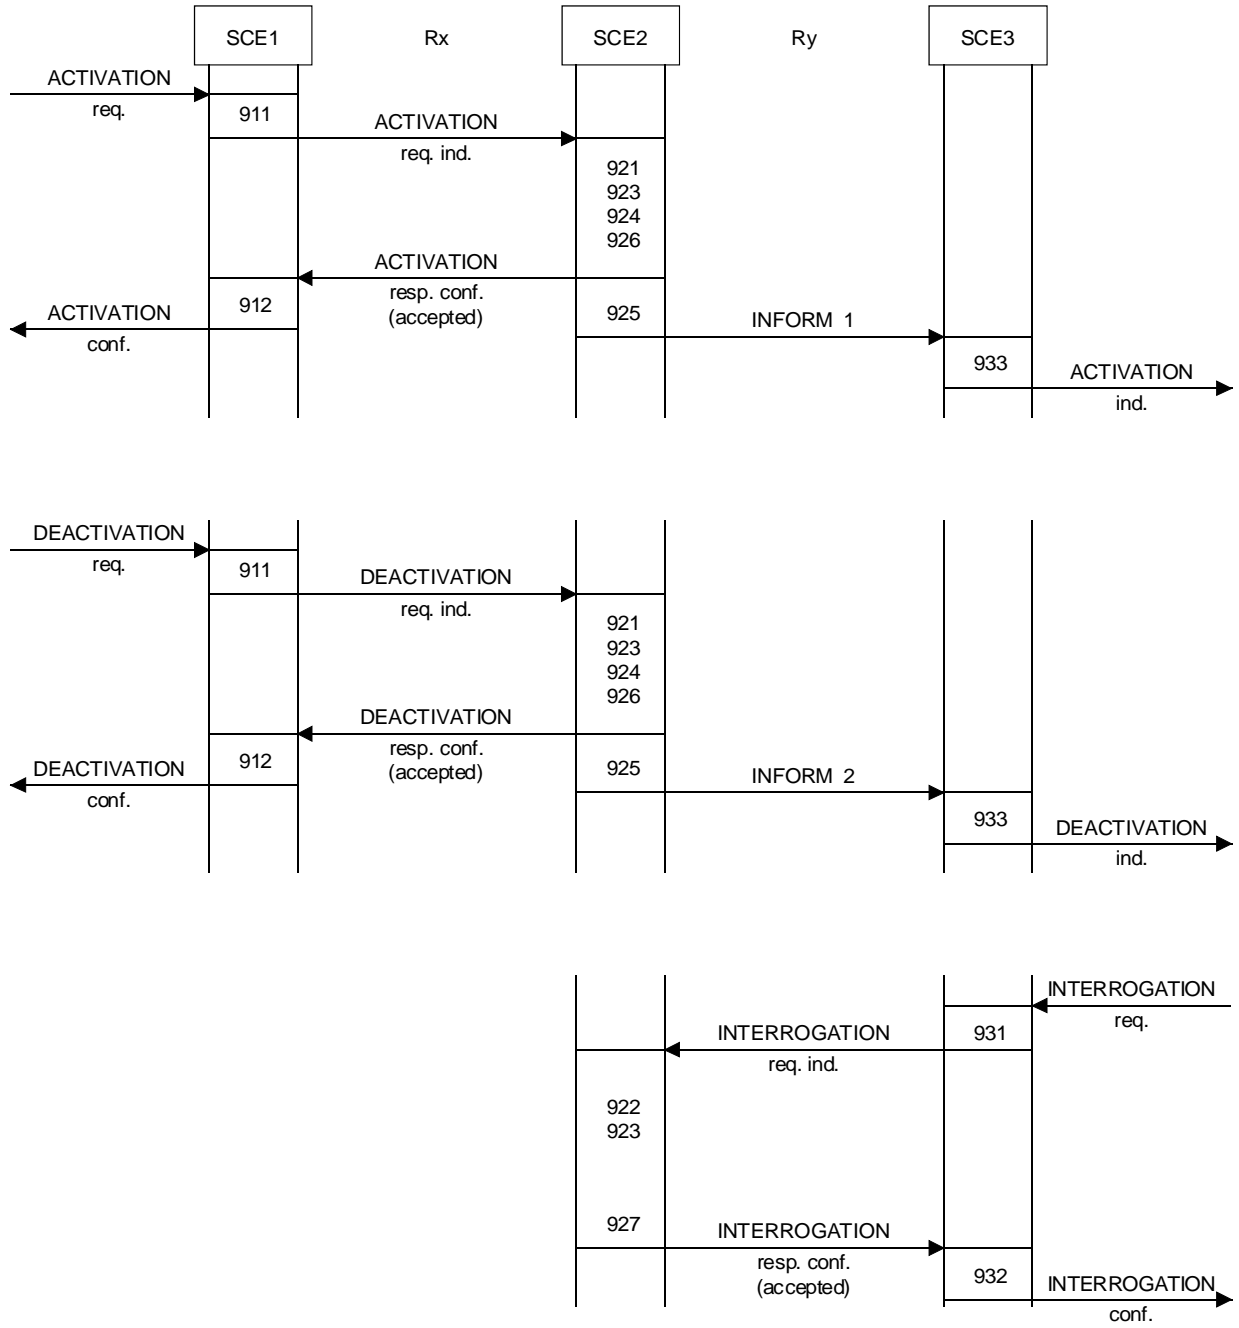 SCE1 Rx SCE2 Ry SCE3
ACTIVATION
req.
911
ACTIVATION
req. ind.
921
923
924
926
ACTIVATION
resp. conf.
(accepted)
912
ACTIVATION
conf.
925
INFORM 1
933
ACTIVATION
ind.
DEACTIVATION
req.
911
DEACTIVATION
req. ind.
921
923
924
926
DEACTIVATION
resp. conf.
(accepted)
912
DEACTIVATION
conf.
925
INFORM 2
933
DEACTIVATION
ind.
INTERROGATION
req.
931
INTERROGATION
req. ind.
922
923
927
INTERROGATION
resp. conf.
(accepted)
932
INTERROGATION
conf.